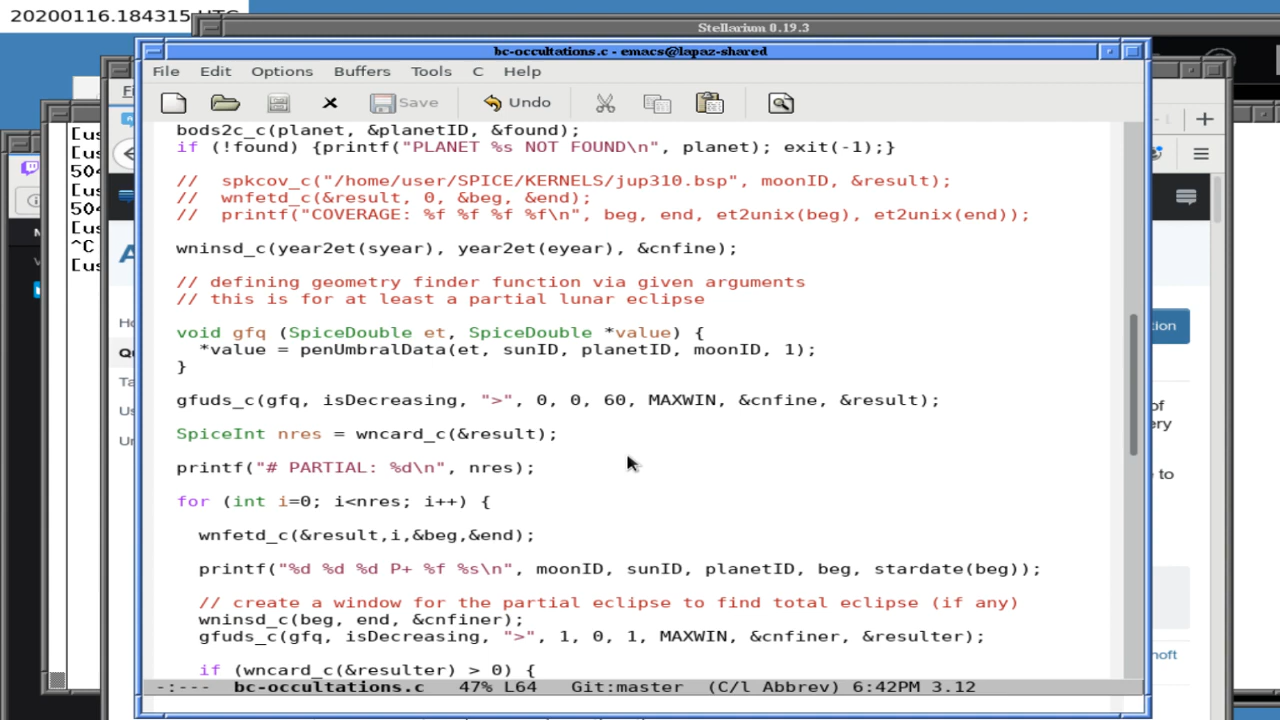 20200116.184315 UTC
Stellarium 0.19.3
bc-occultations.c - emacs@lapaz-shared
File Edit Options Buffers Tools C Help
Save Undo
bods2c_c(planet, &planetID, &found);
if (!found) {printf("PLANET %s NOT FOUND\n", planet); exit(-1);}
//  spkcov_c("/home/user/SPICE/KERNELS/jup310.bsp", moonID, &result);
//  wnfetd_c(&result, 0, &beg, &end);
//  printf("COVERAGE: %f %f %f %f\n", beg, end, et2unix(beg), et2unix(end));
wninsd_c(year2et(syear), year2et(eyear), &cnfine);
// defining geometry finder function via given arguments
// this is for at least a partial lunar eclipse
void gfq (SpiceDouble et, SpiceDouble *value) {
  *value = penUmbralData(et, sunID, planetID, moonID, 1);
}
gfuds_c(gfq, isDecreasing, ">", 0, 0, 60, MAXWIN, &cnfine, &result);
SpiceInt nres = wncard_c(&result);
printf("# PARTIAL: %d\n", nres);
for (int i=0; i<nres; i++) {
  wnfetd_c(&result,i,&beg,&end);
  printf("%d %d %d P+ %f %s\n", moonID, sunID, planetID, beg, stardate(beg));
  // create a window for the partial eclipse to find total eclipse (if any)
  wninsd_c(beg, end, &cnfiner);
  gfuds_c(gfq, isDecreasing, ">", 1, 0, 1, MAXWIN, &cnfiner, &resulter);
  if (wncard_c(&resulter) > 0) {
-:---  bc-occultations.c   47% L64   Git:master  (C/l Abbrev) 6:42PM 3.12
[us
[us
504
[us
504
[us
^C
[us